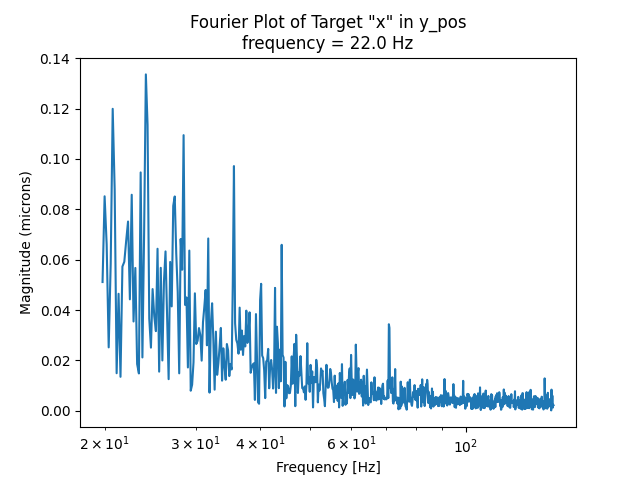 Fourier Plot of Target "x" in y_pos
frequency = 22.0 Hz
Magnitude (microns)
0.14
0.12
0.10
0.08
0.06
0.04
0.02
0.00
2 × 10¹ 3 × 10¹ 4 × 10¹ 6 × 10¹ 10²
Frequency [Hz]